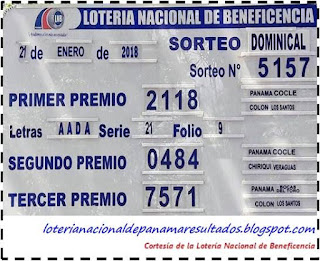 LOTERIA NACIONAL DE BENEFICENCIA
21 de ENERO de 2018 SORTEO DOMINICAL
Sorteo Nº 5157
PRIMER PREMIO 2118 PANAMA COCLE
COLON LOS SANTOS
Letras AADA Serie 21 Folio 9
SEGUNDO PREMIO 0484 PANAMA COCLE
CHIRIQUI VERAGUAS
TERCER PREMIO 7571 PANAMA
COLON LOS SANTOS
loterianacionaldepanamaresultados.blogspot.com
Cortesía de la Lotería Nacional de Beneficencia